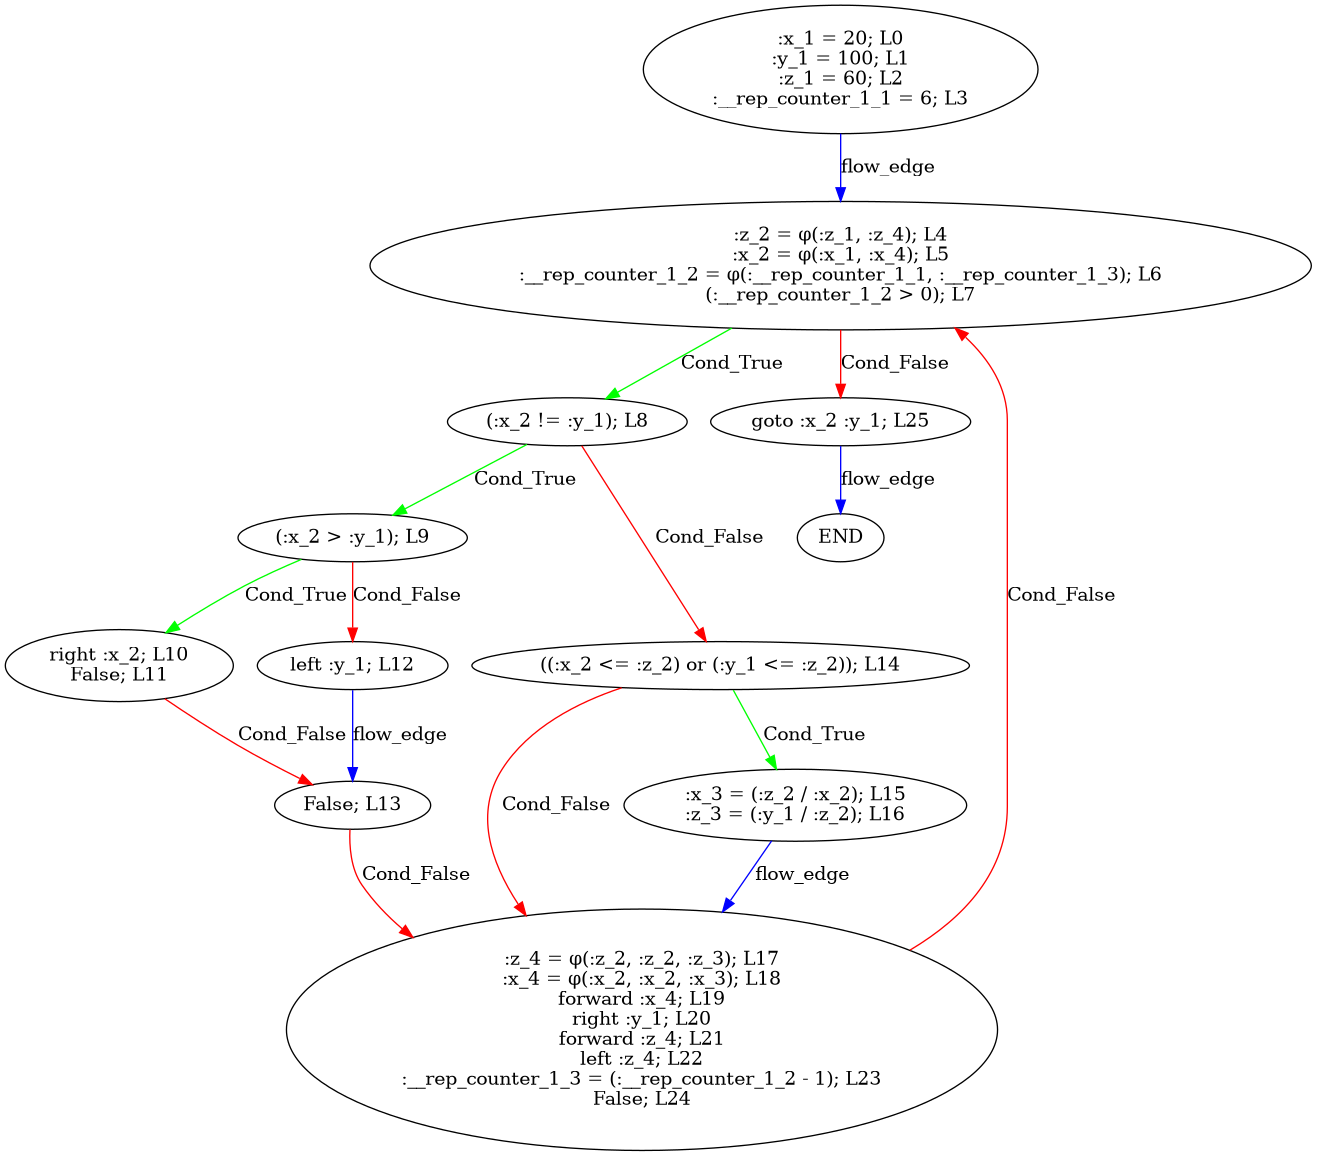 :x_1 = 20; L0
:y_1 = 100; L1
:z_1 = 60; L2
:__rep_counter_1_1 = 6; L3
flow_edge
:z_2 = φ(:z_1, :z_4); L4
:x_2 = φ(:x_1, :x_4); L5
:__rep_counter_1_2 = φ(:__rep_counter_1_1, :__rep_counter_1_3); L6
(:__rep_counter_1_2 > 0); L7
Cond_True
Cond_False
(:x_2 != :y_1); L8
goto :x_2 :y_1; L25
Cond_True
flow_edge
Cond_False
(:x_2 > :y_1); L9
END
Cond_True
Cond_False
Cond_False
right :x_2; L10
False; L11
left :y_1; L12
((:x_2 <= :z_2) or (:y_1 <= :z_2)); L14
Cond_False
flow_edge
Cond_True
False; L13
Cond_False
:x_3 = (:z_2 / :x_2); L15
:z_3 = (:y_1 / :z_2); L16
Cond_False
flow_edge
:z_4 = φ(:z_2, :z_2, :z_3); L17
:x_4 = φ(:x_2, :x_2, :x_3); L18
forward :x_4; L19
right :y_1; L20
forward :z_4; L21
left :z_4; L22
:__rep_counter_1_3 = (:__rep_counter_1_2 - 1); L23
False; L24